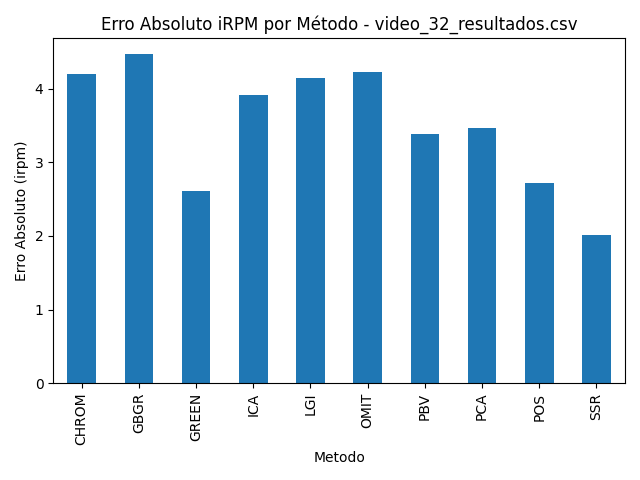 Erro Absoluto iRPM por Método - video_32_resultados.csv
Erro Absoluto (irpm)
4
3
2
1
0
CHROM
GBGR
GREEN
ICA
LGI
OMIT
PBV
PCA
POS
SSR
Metodo